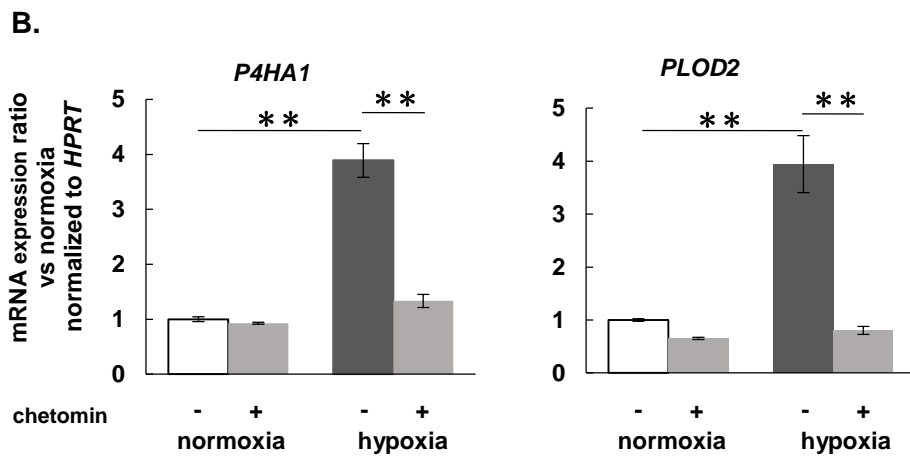 B.
P4HA1
PLOD2
mRNA expression ratio
vs normoxia
normalized to HPRT
5
4
3
2
1
0
** **
5
4
3
2
1
0
** **
chetomin - + - + - + - +
normoxia hypoxia normoxia hypoxia